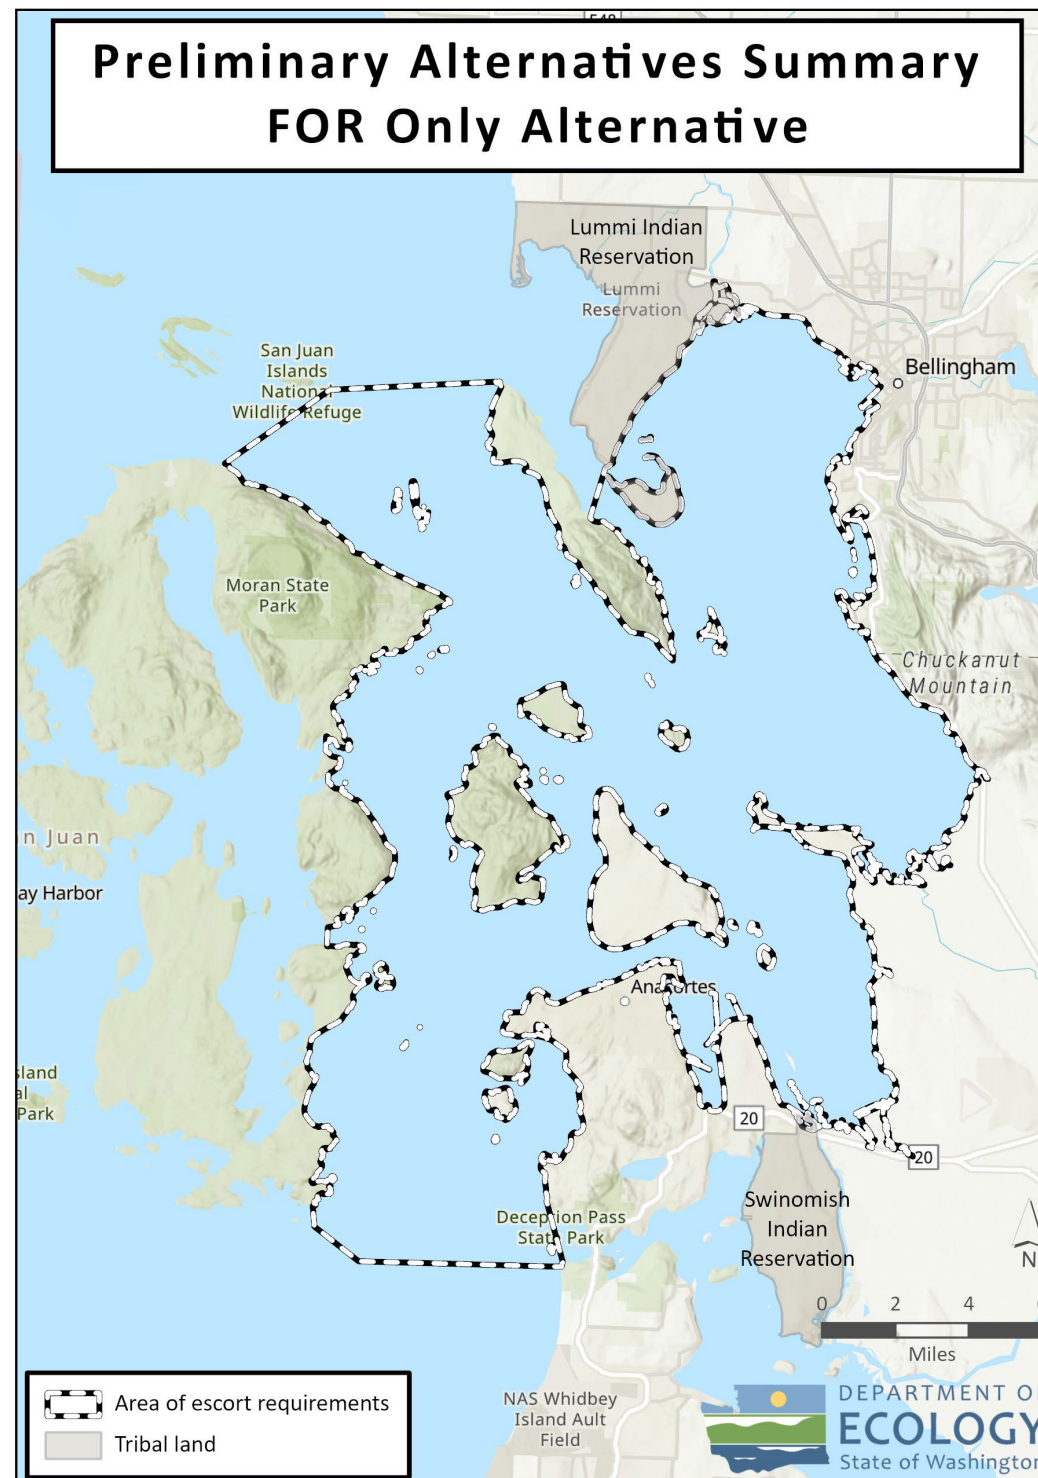 Preliminary Alternatives Summary
FOR Only Alternative
Lummi Indian
Reservation
Lummi
Reservation
Bellingham
San Juan
Islands
National
Wildlife Refuge
Moran State
Park
Chuckanut
Mountain
n Juan
ay Harbor
Anacortes
sland
al
Park
20
20
Swinomish
Indian
Reservation
Deception Pass
State Park
N
0 2 4
Miles
NAS Whidbey
Island Ault
Field
Area of escort requirements
Tribal land
DEPARTMENT O
ECOLOGY
State of Washington